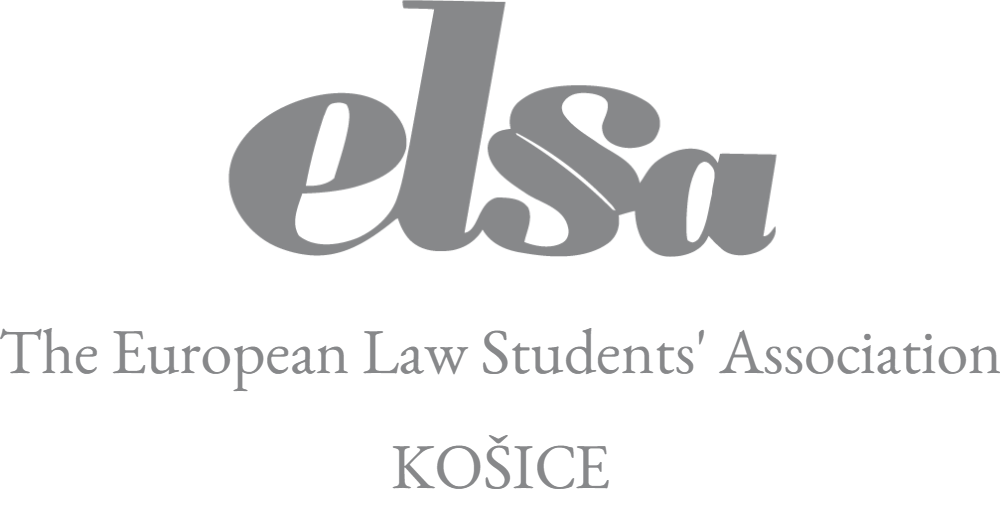 elsa
The European Law Students' Association
KOŠICE